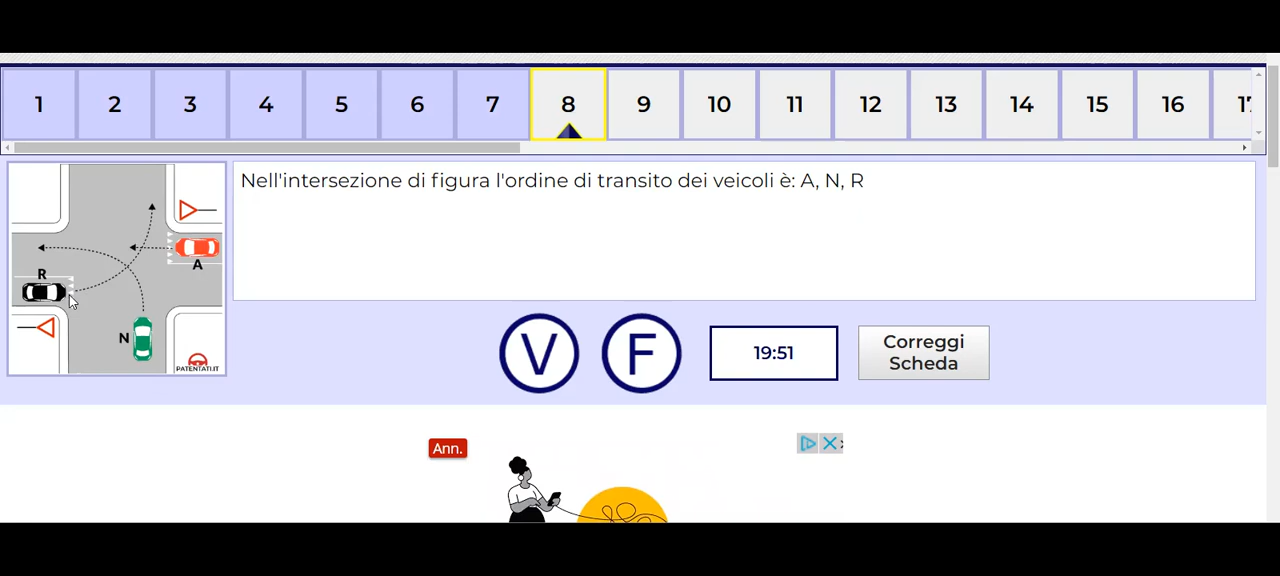 1 2 3 4 5 6 7 8 9 10 11 12 13 14 15 16 17
Nell'intersezione di figura l'ordine di transito dei veicoli è: A, N, R
R
A
N
PATENTATI.IT
V F 19:51 Correggi
Scheda
Ann.